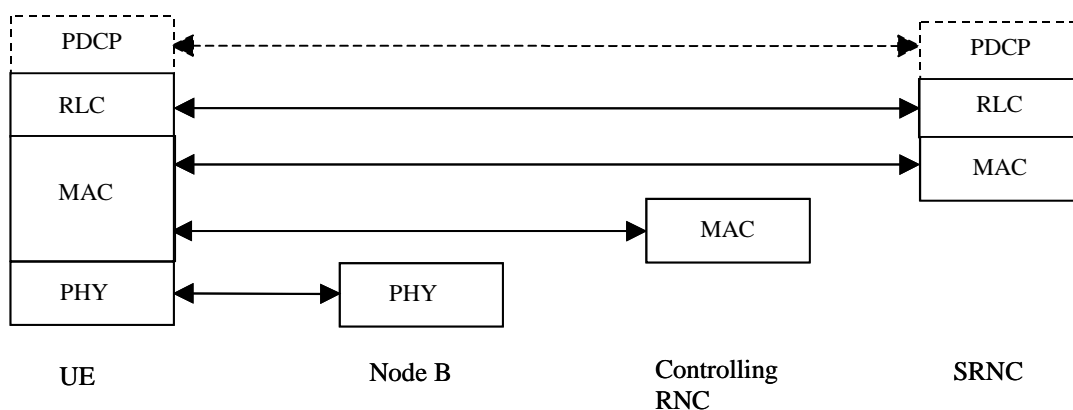 PDCP
PDCP
RLC
RLC
MAC
MAC
MAC
PHY
PHY
UE
Node B
Controlling
RNC
SRNC